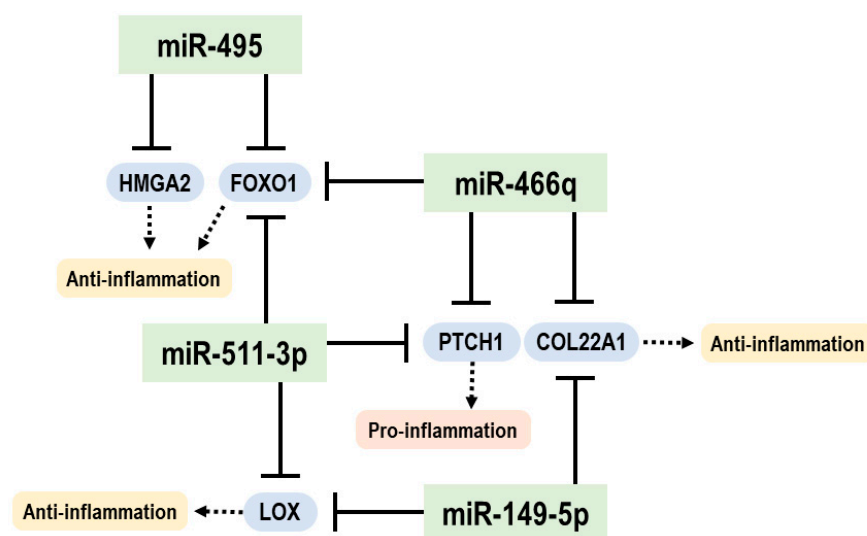 miR-495
HMGA2
FOXO1
miR-466q
Anti-inflammation
miR-511-3p
PTCH1
COL22A1
Anti-inflammation
Pro-inflammation
Anti-inflammation
LOX
miR-149-5p